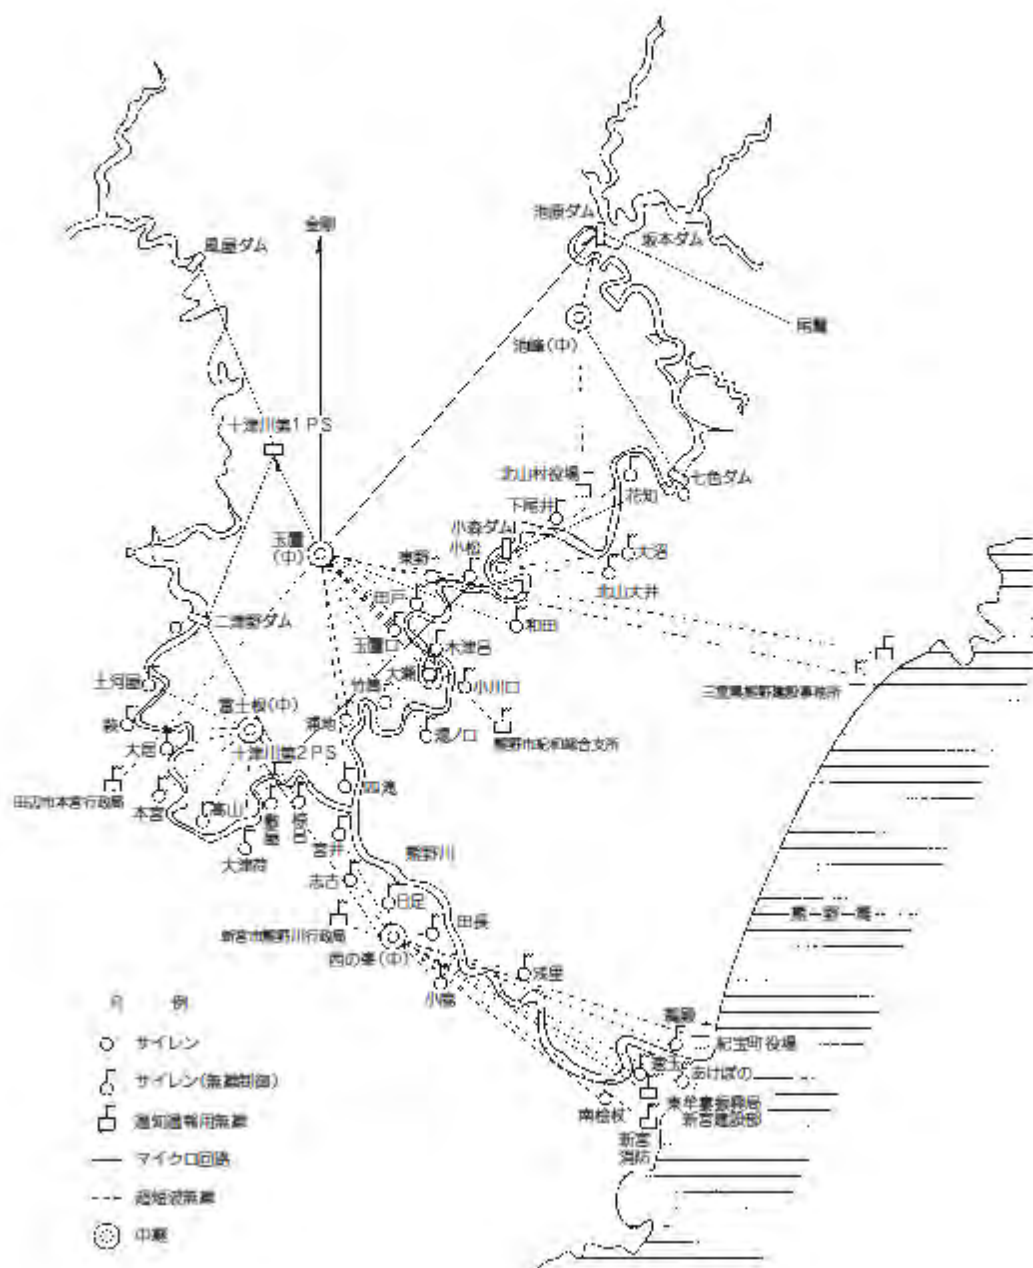 池原ダム
金剛
坂本ダム
風屋ダム
尾鷲
池峰(中)
十津川第1PS
北山村役場
七色ダム
花知
下尾井
小森ダム
玉置
(中)
東野
小松
大沼
北山大井
田戸
二津野ダム
和田
玉置口
木津呂
大瀬
土河屋
竹筒
小川口
三重県熊野建設事務所
富士根(中)
萩
湯ノ口
熊野市紀和総合支所
大居
十津川第2PS
田辺市本宮行政局
四滝
本宮
高山
敷屋
宮井
熊野川
大津荷
志古
日足
熊野灘
田長
新宮市熊野川行政局
西の峯(中)
浅里
凡例
鵜殿
サイレン
紀宝町役場
あけぼの
サイレン(無線制御)
南桧杖
東牟婁振興局
新宮建設部
通知通報用無線
新宮
消防
マイクロ回路
超短波無線
中継